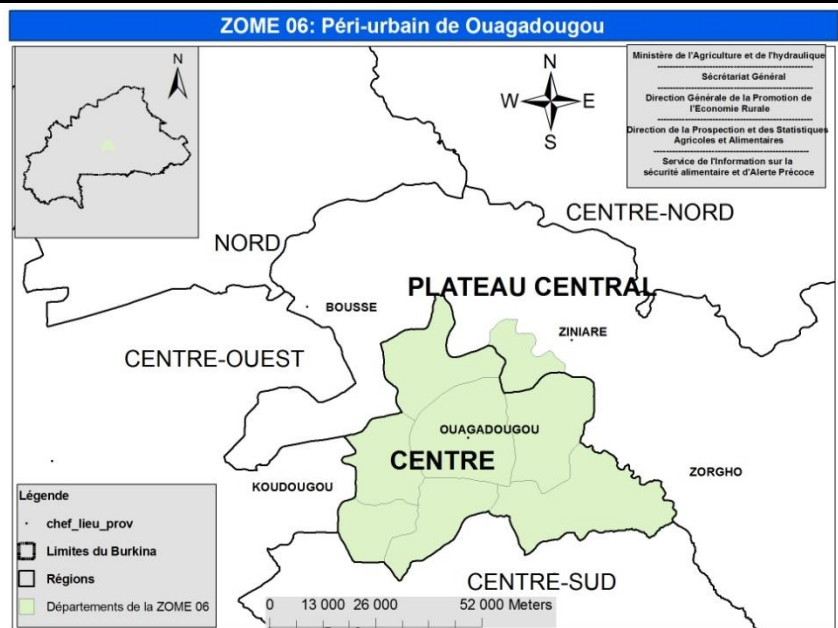 ZOME 06: Péri-urbain de Ouagadougou
N
N
W
E
S
Ministère de l'Agriculture et de l'hydraulique
Sécrétariat Général
Direction Générale de la Promotion de
l'Economie Rurale
Direction de la Prospection et des Statistiques
Agricoles et Alimentaires
Service de l'Information sur la
sécurité alimentaire et d'Alerte Précoce
CENTRE-NORD
NORD
PLATEAU CENTRAL
BOUSSE
ZINIARE
CENTRE-OUEST
OUAGADOUGOU
CENTRE
ZORGHO
KOUDOUGOU
CENTRE-SUD
Légende
chef_lieu_prov
Limites du Burkina
Régions
Départements de la ZOME 06
0 13 000 26 000 52 000 Meters